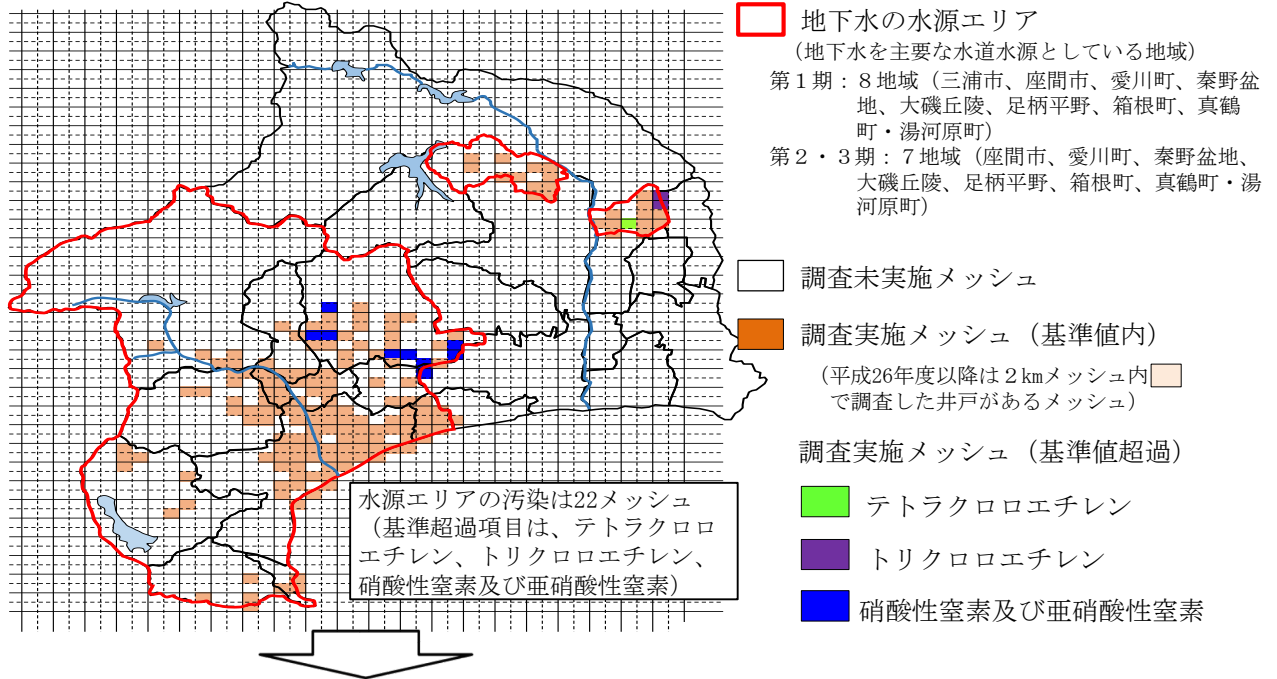 地下水の水源エリア
（地下水を主要な水道水源としている地域）
第１期：８地域（三浦市、座間市、愛川町、秦野盆
地、大磯丘陵、足柄平野、箱根町、真鶴
町・湯河原町）
第２・３期：７地域（座間市、愛川町、秦野盆地、
大磯丘陵、足柄平野、箱根町、真鶴町・湯
河原町）
調査未実施メッシュ
調査実施メッシュ（基準値内）
（平成26年度以降は２kmメッシュ内
で調査した井戸があるメッシュ）
調査実施メッシュ（基準値超過）
テトラクロロエチレン
トリクロロエチレン
硝酸性窒素及び亜硝酸性窒素
水源エリアの汚染は22メッシュ
（基準超過項目は、テトラクロロ
エチレン、トリクロロエチレン、
硝酸性窒素及び亜硝酸性窒素）